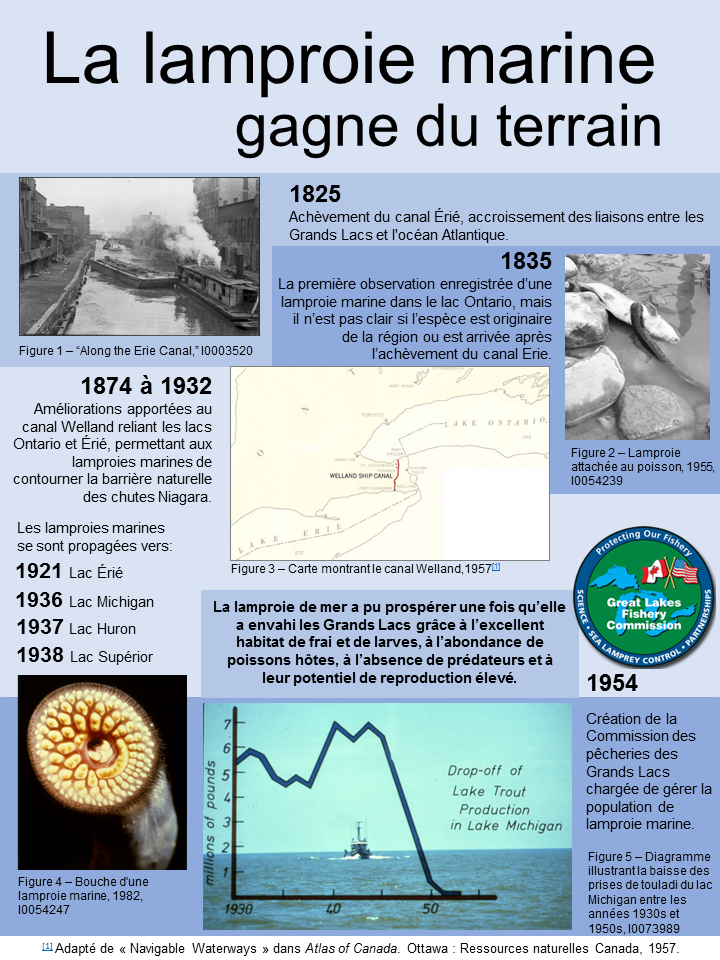 La lamproie marine
gagne du terrain
1825
Achèvement du canal Érié, accroissement des liaisons entre les
Grands Lacs et l'océan Atlantique.
Figure 1 – “Along the Erie Canal,” I0003520
1835
La première observation enregistrée d’une
lamproie marine dans le lac Ontario, mais
il n’est pas clair si l’espèce est originaire
de la région ou est arrivée après
l’achèvement du canal Erie.
Figure 2 – Lamproie
attachée au poisson, 1955,
I0054239
1874 à 1932
Améliorations apportées au
canal Welland reliant les lacs
Ontario et Érié, permettant aux
lamproies marines de
contourner la barrière naturelle
des chutes Niagara.
TORONTO
LAKE ONTARIO
HAMILTON
WELLAND SHIP CANAL
PORT COLBORNE
WELLAND
LAKE ERIE
Figure 3 – Carte montrant le canal Welland,1957[1]
Les lamproies marines
se sont propagées vers:
1921 Lac Érié
1936 Lac Michigan
1937 Lac Huron
1938 Lac Supérior
La lamproie de mer a pu prospérer une fois qu’elle
a envahi les Grands Lacs grâce à l’excellent
habitat de frai et de larves, à l’abondance de
poissons hôtes, à l’absence de prédateurs et à
leur potentiel de reproduction élevé.
Protecting Our Fishery
Great Lakes
Fishery
Commission
SCIENCE • SEA LAMPREY CONTROL • PARTNERSHIPS
1954
Création de la
Commission des
pêcheries des
Grands Lacs
chargée de gérer la
population de
lamproie marine.
Figure 4 – Bouche d'une
lamproie marine, 1982,
I0054247
millions of pounds
7
6
5
4
3
2
1
1930 40 50
Drop-off of
Lake Trout
Production
in Lake Michigan
Figure 5 – Diagramme
illustrant la baisse des
prises de touladi du lac
Michigan entre les
années 1930s et
1950s, I0073989
[1] Adapté de « Navigable Waterways » dans Atlas of Canada. Ottawa : Ressources naturelles Canada, 1957.